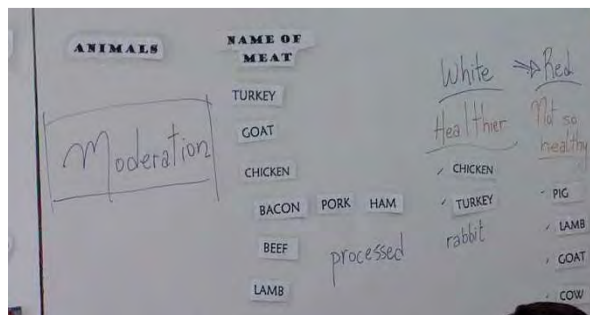 ANIMALS
Moderation
NAME OF
MEAT
TURKEY
GOAT
CHICKEN
BACON PORK HAM
BEEF
processed
LAMB
White
Healthier
CHICKEN
TURKEY
rabbit
Red
Not so
healthy
PIG
LAMB
GOAT
COW